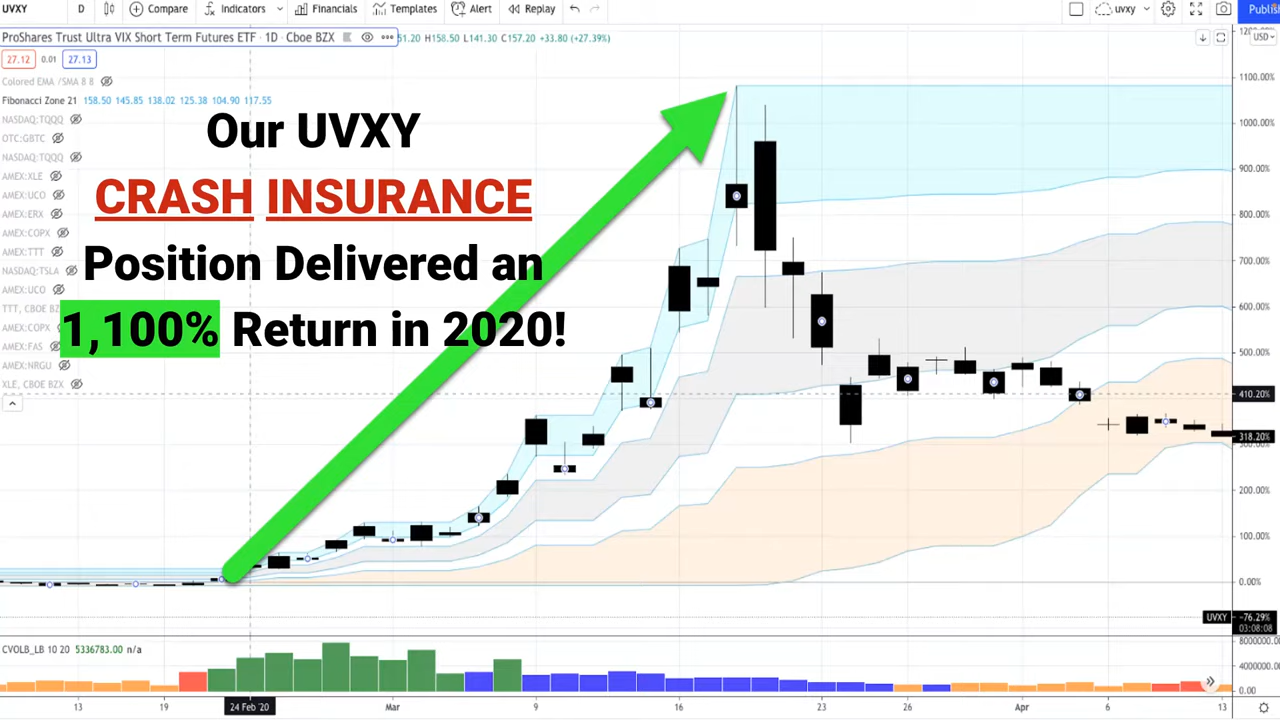 UVXY D Compare Indicators Financials Templates Alert Replay uvxy Publish
ProShares Trust Ultra VIX Short Term Futures ETF · 1D · Cboe BZX 51.20 H158.50 L141.30 C157.20 +33.80 (+27.39%)
USD
27.12 0.01 27.13
Colored EMA /SMA 8 8
Fibonacci Zone 21 158.50 145.85 138.02 125.38 104.90 117.55
NASDAQ:TQQQ
OTC:GBTC
NASDAQ:TQQQ
AMEX:XLE
AMEX:UCO
AMEX:ERX
AMEX:COPX
AMEX:TTT
NASDAQ:TSLA
AMEX:UCO
TTT, CBOE BZ
AMEX:COPX
AMEX:FAS
AMEX:NRGU
XLE, CBOE BZX
Our UVXY
CRASH INSURANCE
Position Delivered an
1,100% Return in 2020!
1100.00%
1000.00%
900.00%
800.00%
700.00%
600.00%
500.00%
410.20%
318.20%
300.00%
200.00%
100.00%
0.00%
UVXY -76.29%
03:08:08
CVOLB_LB 10 20 5336783.00 n/a
8000000.00
4000000.00
0.00
13 19 24 Feb '20 Mar 9 16 23 26 Apr 6 13